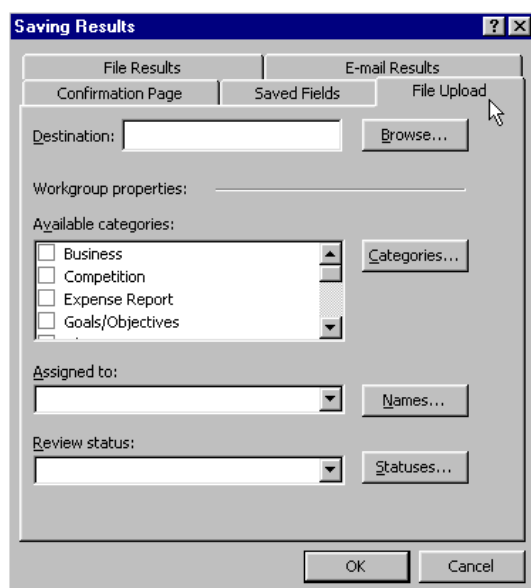 Saving Results
File Results E-mail Results
Confirmation Page Saved Fields File Upload
Destination: Browse...
Workgroup properties:
Available categories:
Business Categories...
Competition
Expense Report
Goals/Objectives
Assigned to:
Names...
Review status:
Statuses...
OK Cancel